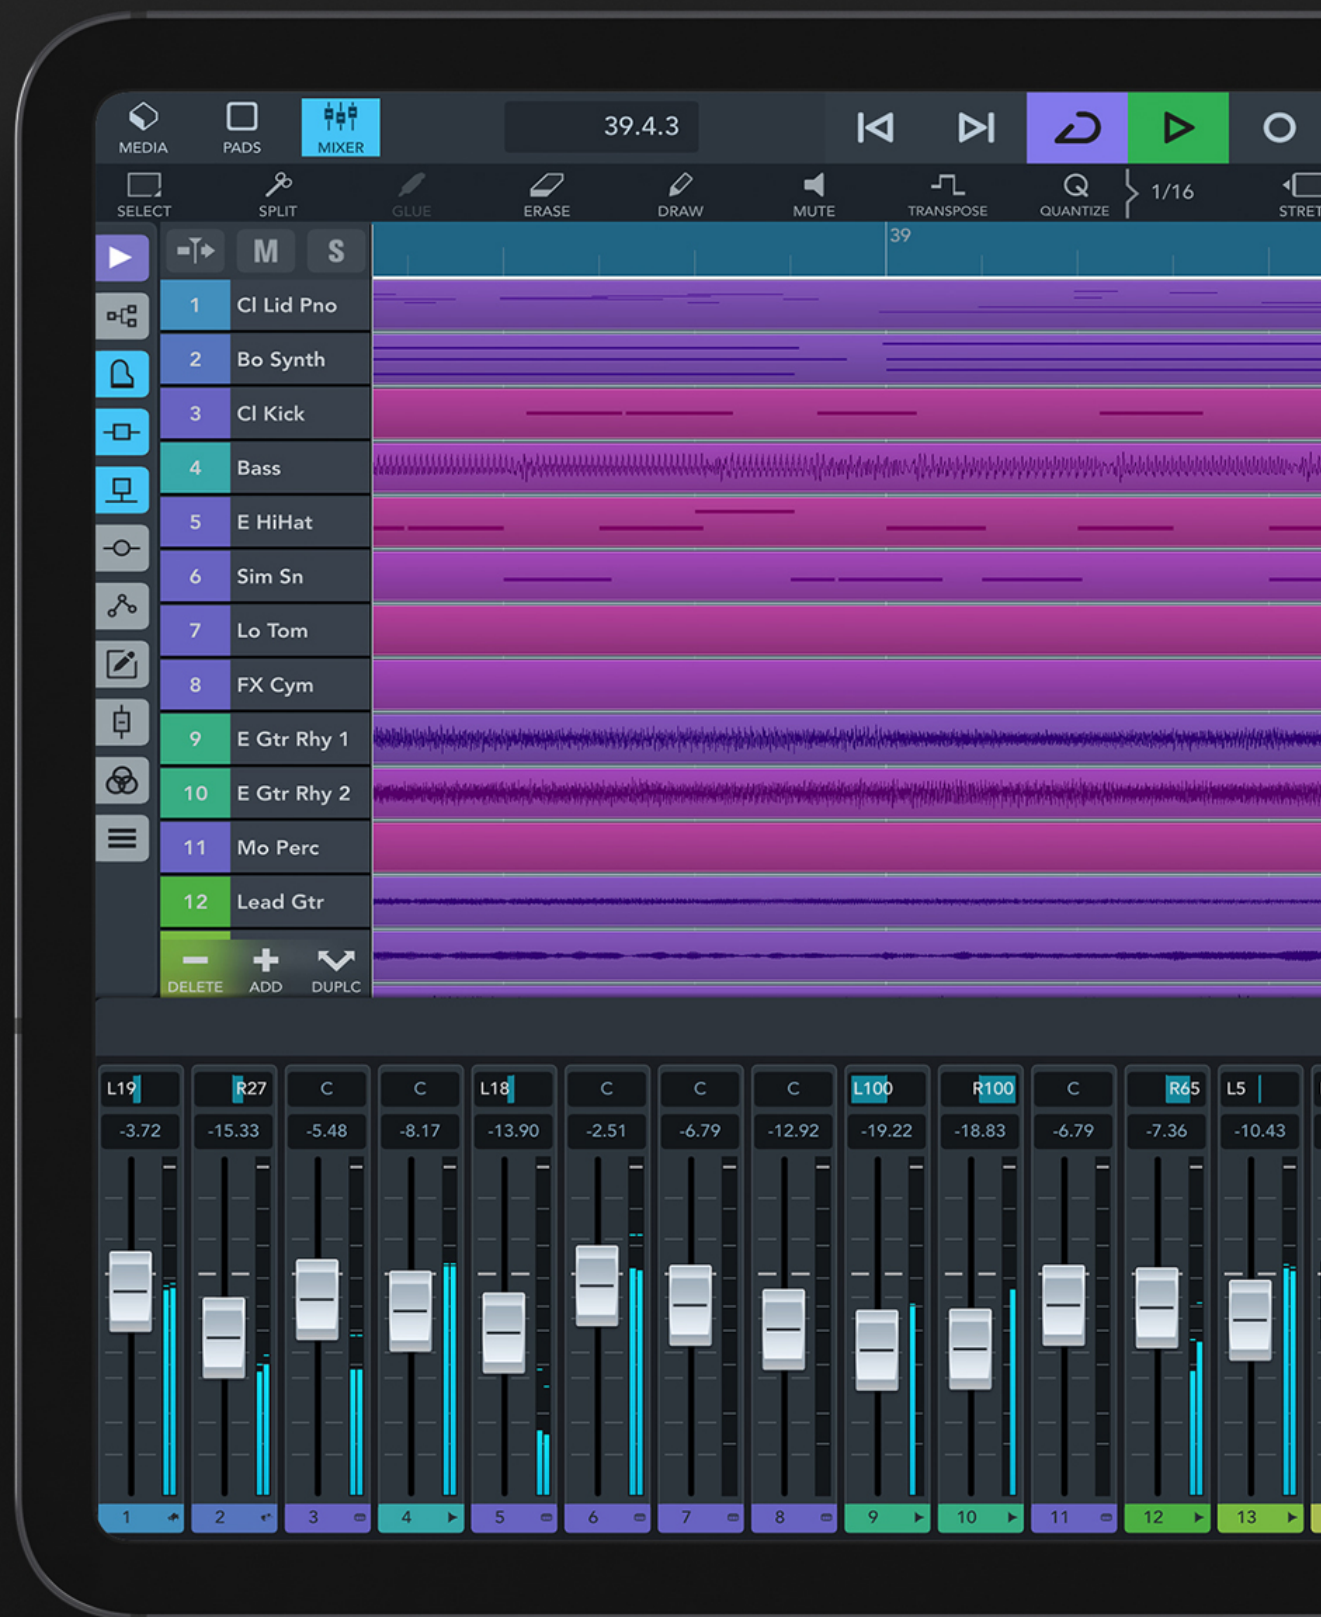 MEDIA
PADS
MIXER
39.4.3
SELECT
SPLIT
GLUE
ERASE
DRAW
MUTE
TRANSPOSE
Q
QUANTIZE
1/16
STRET
M
S
39
1 Cl Lid Pno
2 Bo Synth
3 Cl Kick
4 Bass
5 E HiHat
6 Sim Sn
7 Lo Tom
8 FX Cym
9 E Gtr Rhy 1
10 E Gtr Rhy 2
11 Mo Perc
12 Lead Gtr
DELETE ADD DUPLC
L19 R27 C C L18 C C C L100 R100 C R65 L5
-3.72 -15.33 -5.48 -8.17 -13.90 -2.51 -6.79 -12.92 -19.22 -18.83 -6.79 -7.36 -10.43
1 2 3 4 5 6 7 8 9 10 11 12 13